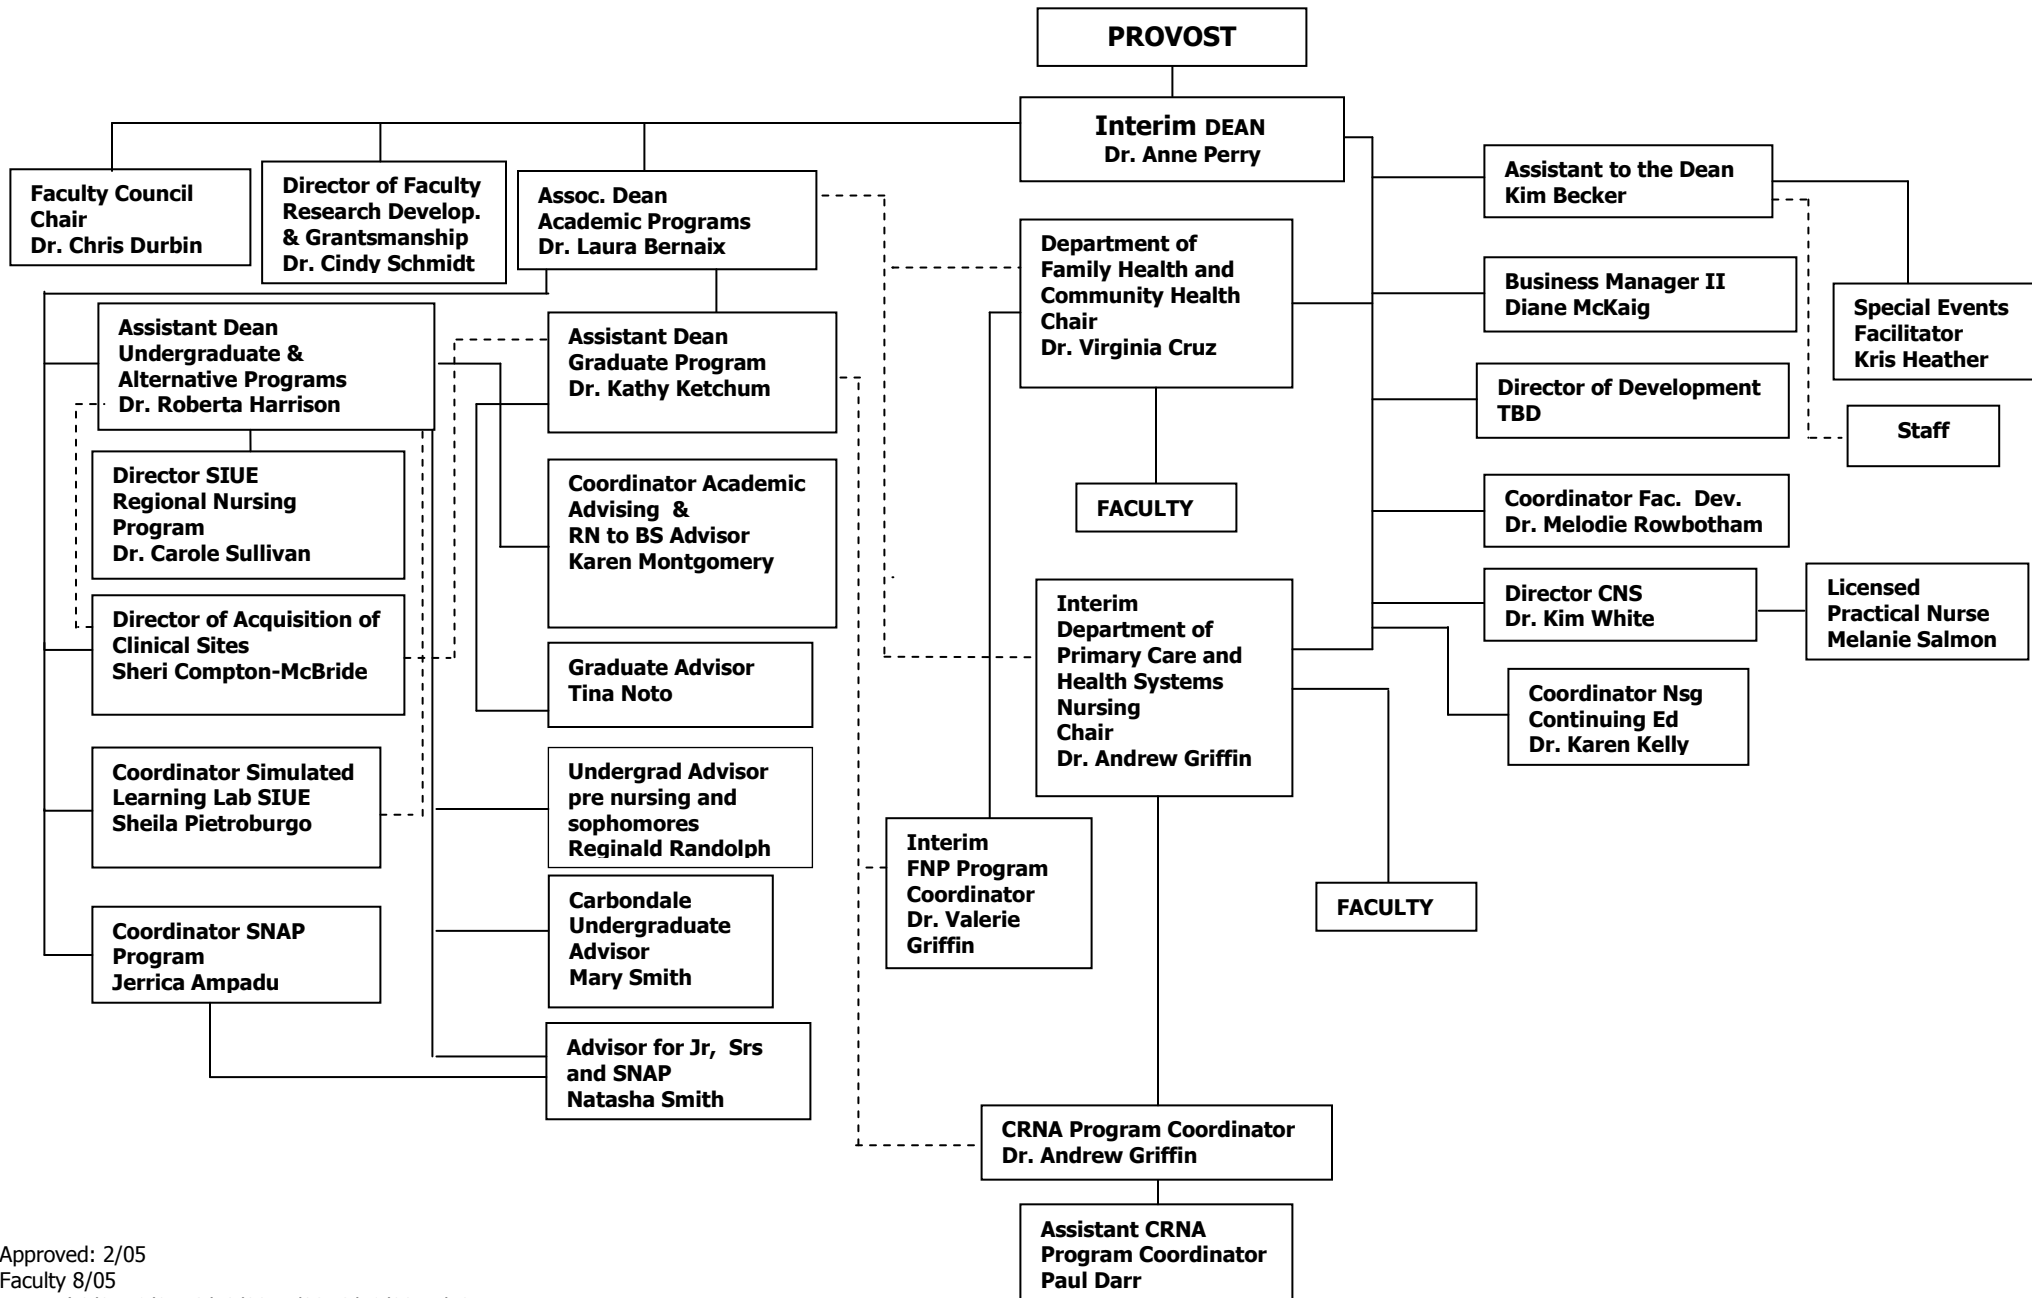 PROVOST
Interim DEAN
Dr. Anne Perry
Faculty Council
Chair
Dr. Chris Durbin
Director of Faculty
Research Develop.
& Grantsmanship
Dr. Cindy Schmidt
Assoc. Dean
Academic Programs
Dr. Laura Bernaix
Department of
Family Health and
Community Health
Chair
Dr. Virginia Cruz
Assistant to the Dean
Kim Becker
Business Manager II
Diane McKaig
Special Events
Facilitator
Kris Heather
Assistant Dean
Undergraduate &
Alternative Programs
Dr. Roberta Harrison
Assistant Dean
Graduate Program
Dr. Kathy Ketchum
Director of Development
TBD
Staff
Director SIUE
Regional Nursing
Program
Dr. Carole Sullivan
Coordinator Academic
Advising &
RN to BS Advisor
Karen Montgomery
FACULTY
Coordinator Fac. Dev.
Dr. Melodie Rowbotham
Director of Acquisition of
Clinical Sites
Sheri Compton-McBride
Graduate Advisor
Tina Noto
Interim
Department of
Primary Care and
Health Systems
Nursing
Chair
Dr. Andrew Griffin
Director CNS
Dr. Kim White
Licensed
Practical Nurse
Melanie Salmon
Coordinator Nsg
Continuing Ed
Dr. Karen Kelly
Coordinator Simulated
Learning Lab SIUE
Sheila Pietroburgo
Undergrad Advisor
pre nursing and
sophomores
Reginald Randolph
Interim
FNP Program
Coordinator
Dr. Valerie
Griffin
FACULTY
Coordinator SNAP
Program
Jerrica Ampadu
Carbondale
Undergraduate
Advisor
Mary Smith
Advisor for Jr, Srs
and SNAP
Natasha Smith
CRNA Program Coordinator
Dr. Andrew Griffin
Assistant CRNA
Program Coordinator
Paul Darr
Approved: 2/05
Faculty 8/05